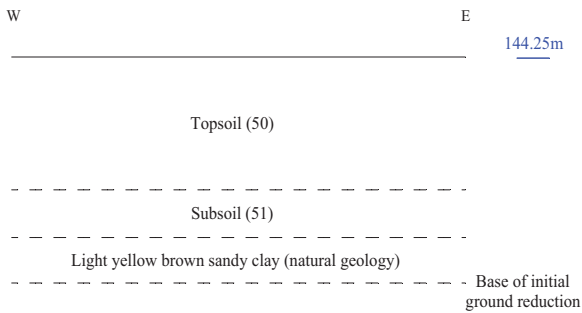 W
E
144.25m
Topsoil (50)
Subsoil (51)
Light yellow brown sandy clay (natural geology)
Base of initial
ground reduction